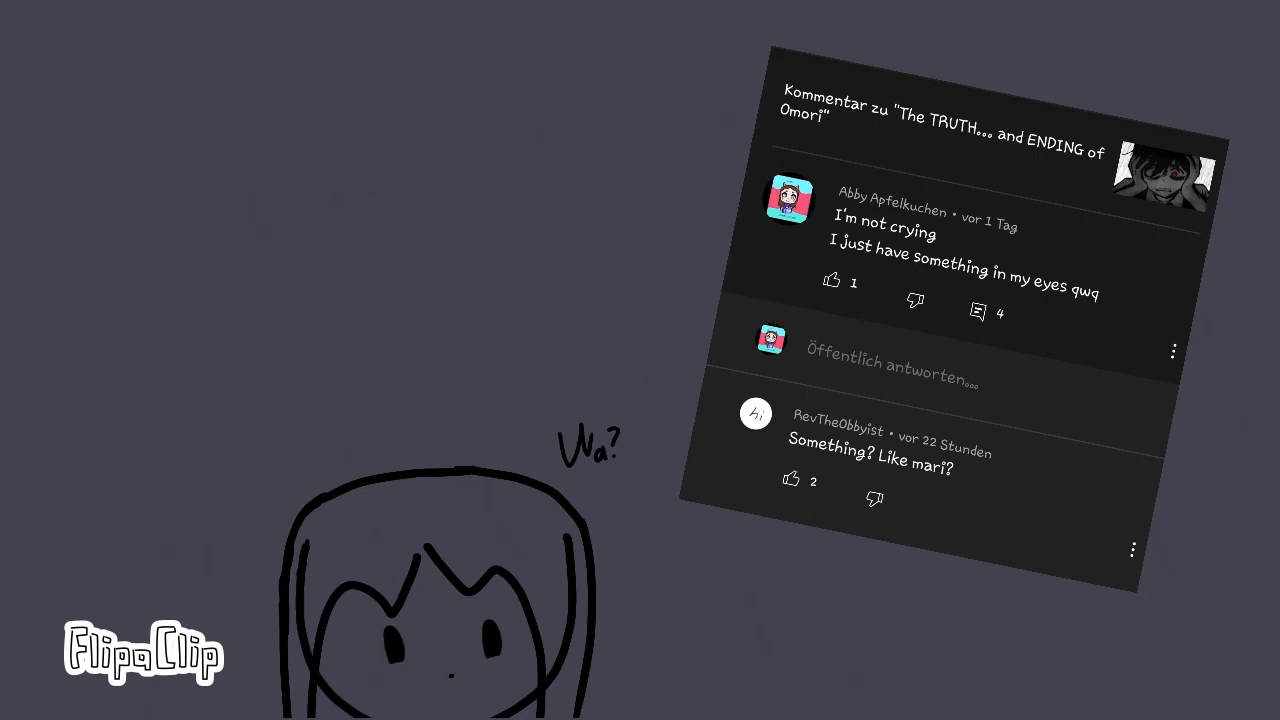 Kommentar zu "The TRUTH... and ENDING of
Omori"
Abby Apfelkuchen • vor 1 Tag
I'm not crying
I just have something in my eyes qwq
1
4
Öffentlich antworten...
hi
RevTheObbyist • vor 22 Stunden
Something? Like mari?
2
Wa?
FlipaClip